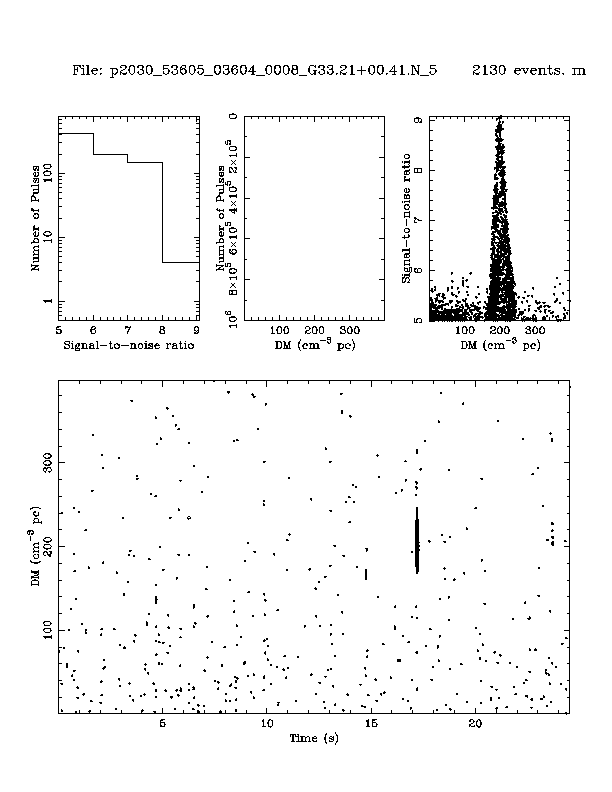 File: p2030_53605_03604_0008_G33.21+00.41.N_5 2130 events. m
Number of Pulses
100
10
1
5 6 7 8 9
Signal-to-noise ratio
Number of Pulses
0
2×10⁵
4×10⁵
6×10⁵
8×10⁵
10⁶
100 200 300
DM (cm⁻³ pc)
Signal-to-noise ratio
9
8
7
6
5
100 200 300
DM (cm⁻³ pc)
DM (cm⁻³ pc)
300
200
100
5 10 15 20
Time (s)